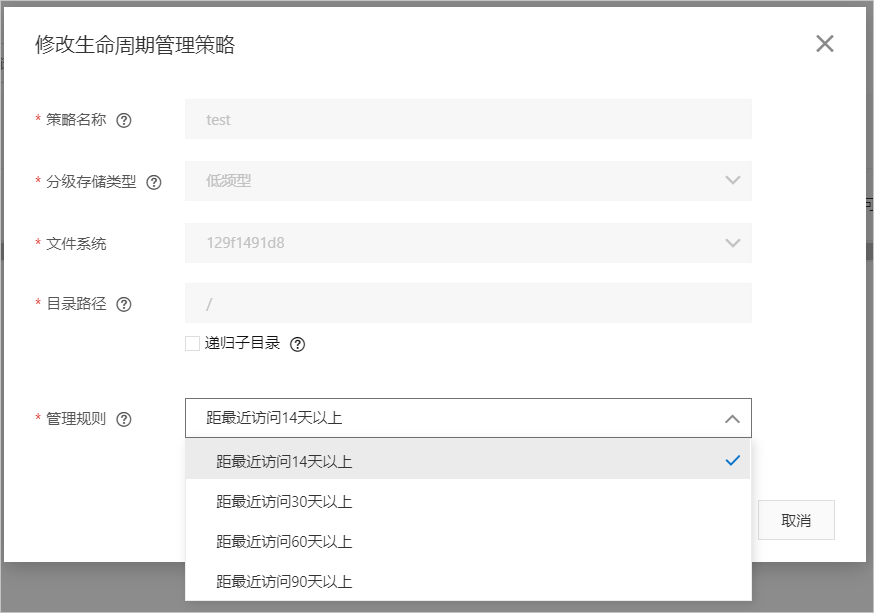 修改生命周期管理策略
* 策略名称
test
* 分级存储类型
低频型
* 文件系统
129f1491d8
* 目录路径
/
递归子目录
* 管理规则
距最近访问14天以上
距最近访问14天以上
距最近访问30天以上
距最近访问60天以上
距最近访问90天以上
取消